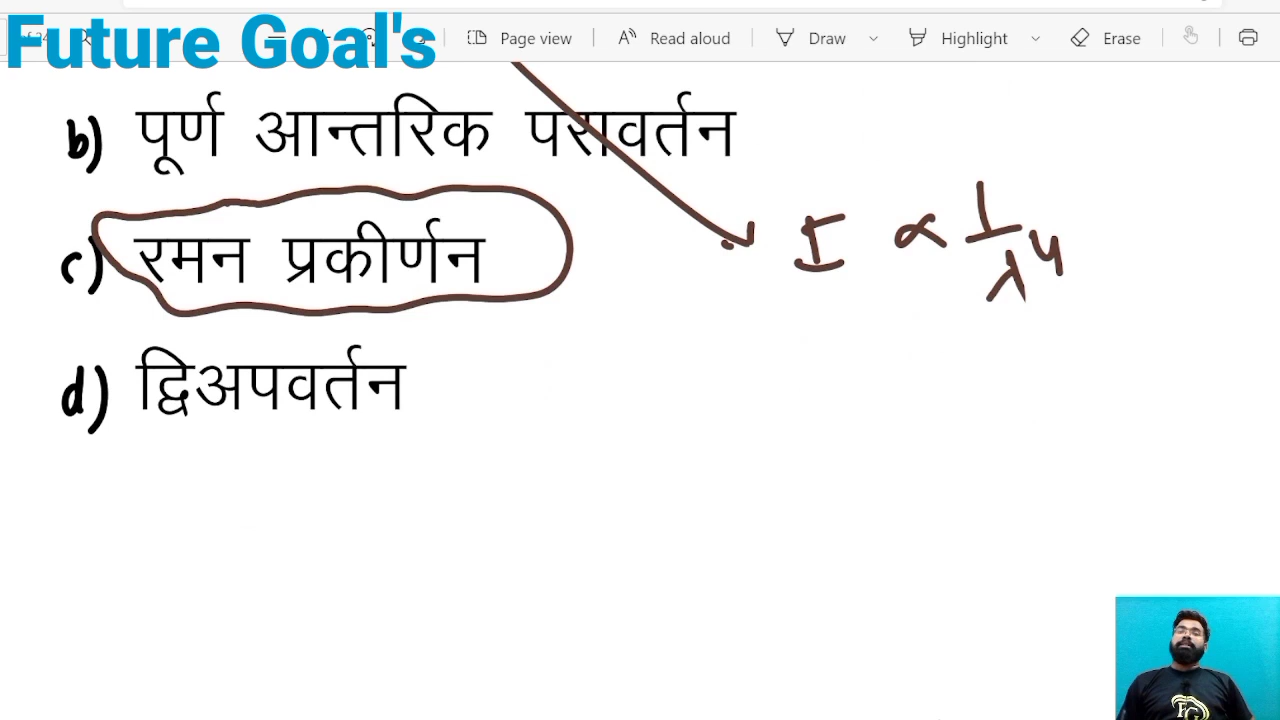 Future Goal's
Page view
Read aloud
Draw
Highlight
Erase
b) पूर्ण आन्तरिक परावर्तन
c) रमन प्रकीर्णन
I ∝ 1/λ⁴
d) द्विअपवर्तन
FG